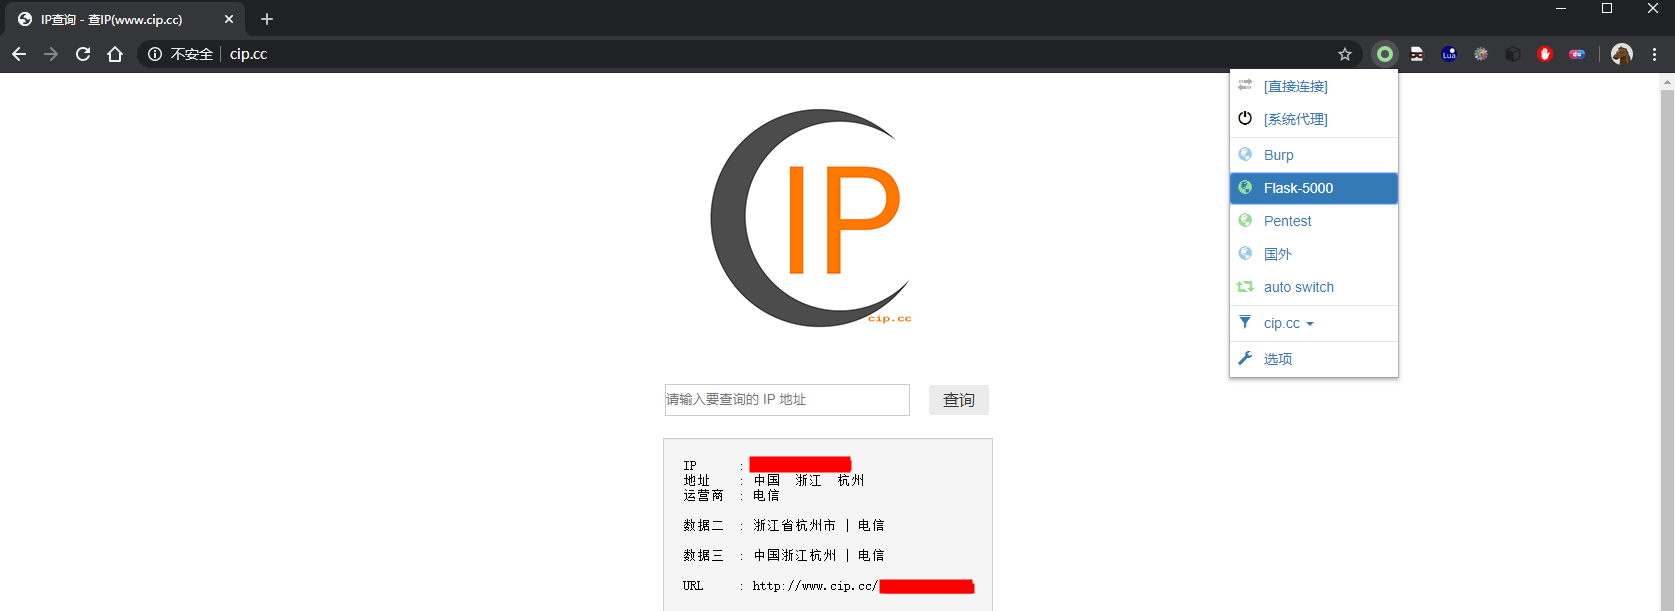 IP查询 - 查IP(www.cip.cc)
不安全
cip.cc
Lua
[直接连接]
[系统代理]
Burp
Flask-5000
Pentest
国外
auto switch
cip.cc
选项
IP
cip.cc
请输入要查询的 IP 地址
查询
IP :
地址 : 中国 浙江 杭州
运营商 : 电信
数据二 : 浙江省杭州市 | 电信
数据三 : 中国浙江杭州 | 电信
URL : http://www.cip.cc/